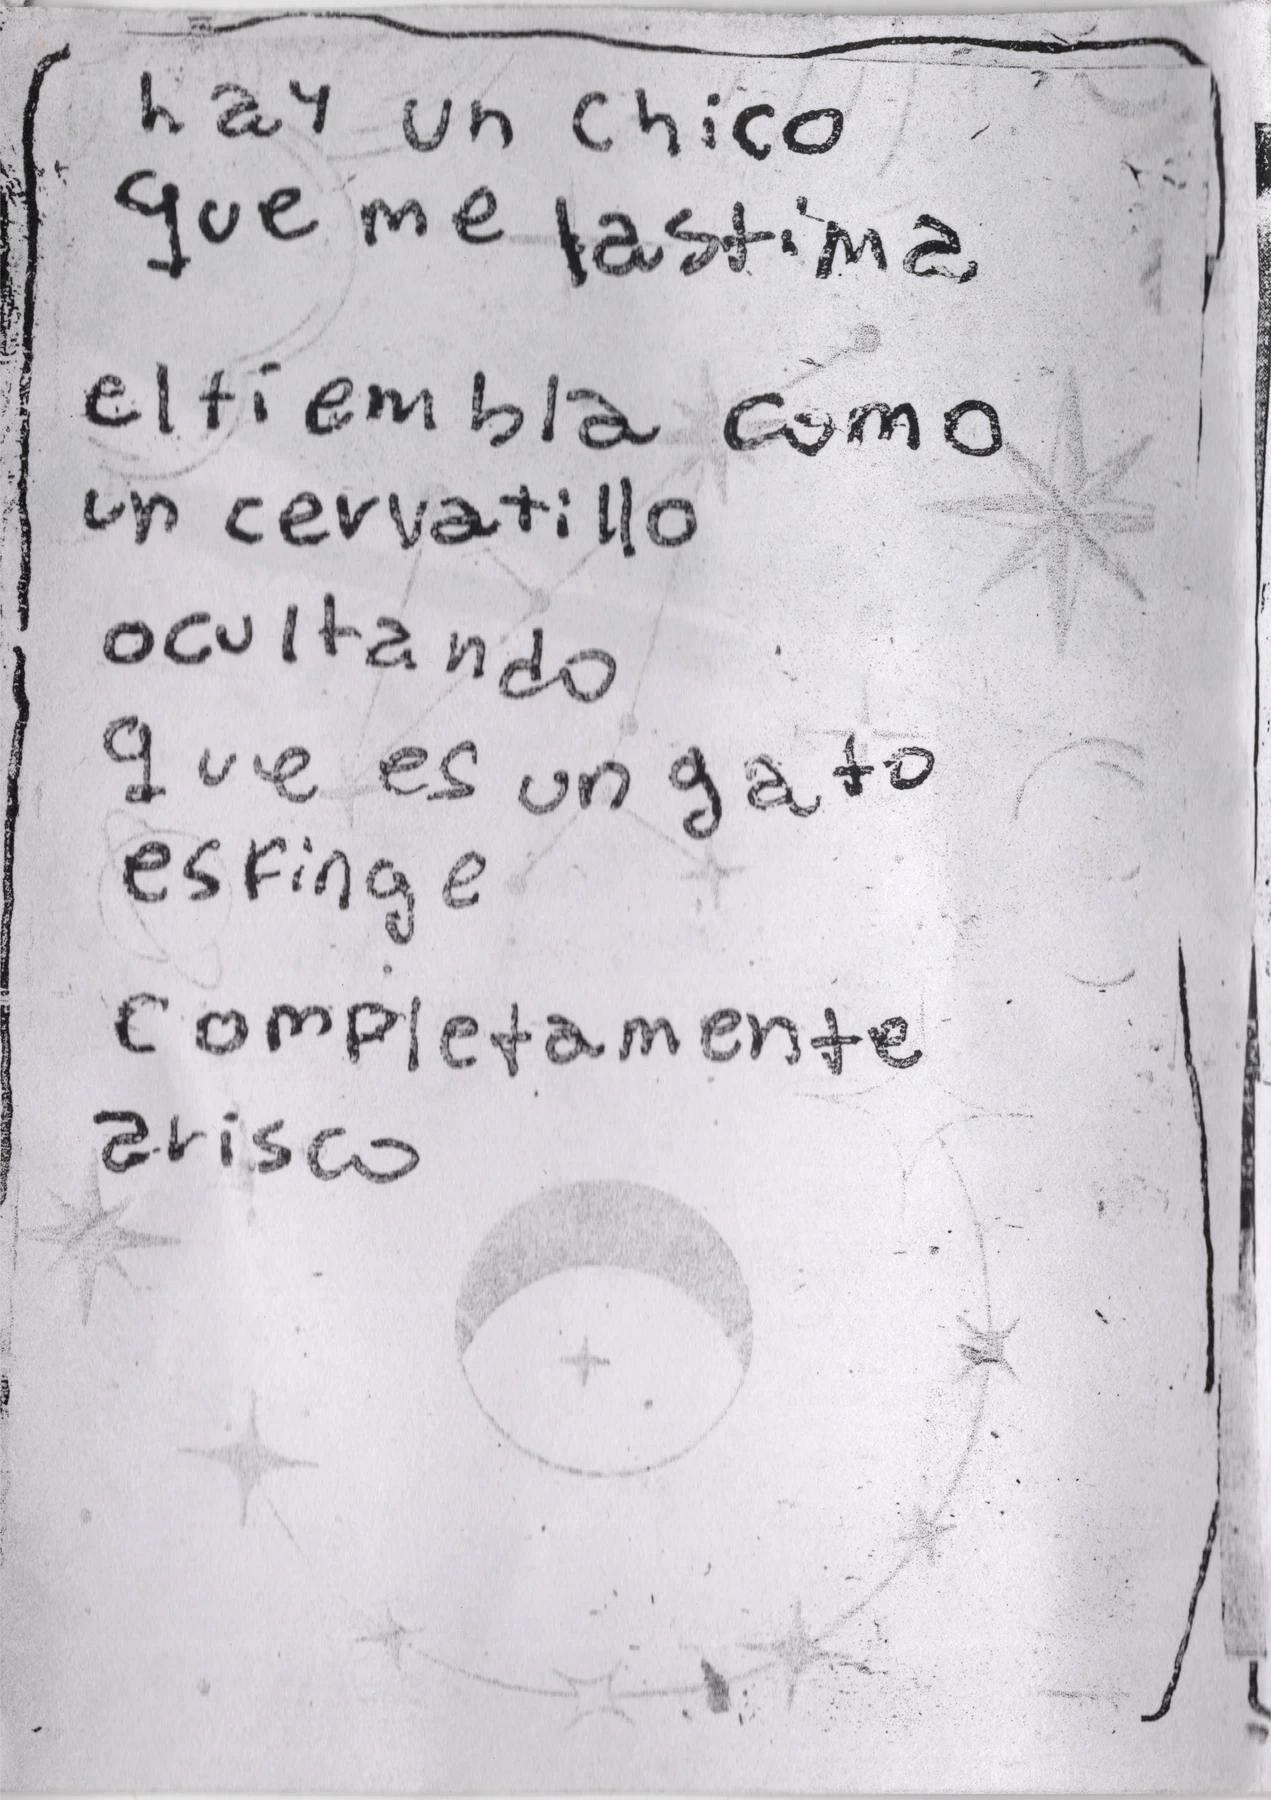 hay un chico
que me lastima
el tiembla como
un cervatillo
ocultando
que es un gato
esfinge
completamente
arisco